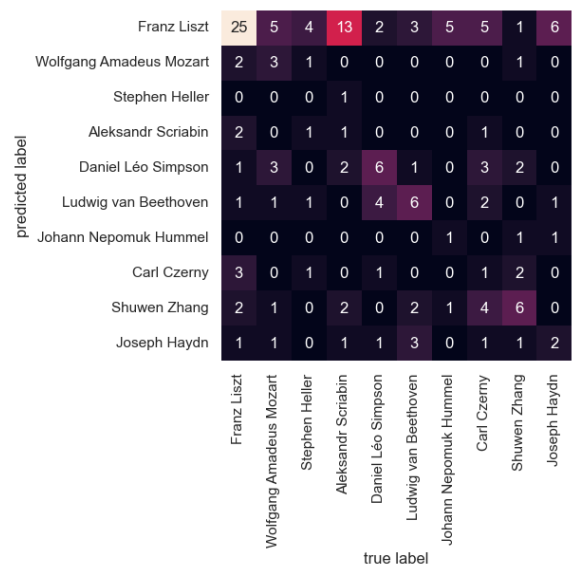 predicted label
Franz Liszt 25 5 4 13 2 3 5 5 1 6
Wolfgang Amadeus Mozart 2 3 1 0 0 0 0 0 1 0
Stephen Heller 0 0 0 1 0 0 0 0 0 0
Aleksandr Scriabin 2 0 1 1 0 0 0 1 0 0
Daniel Léo Simpson 1 3 0 2 6 1 0 3 2 0
Ludwig van Beethoven 1 1 1 0 4 6 0 2 0 1
Johann Nepomuk Hummel 0 0 0 0 0 0 1 0 1 1
Carl Czerny 3 0 1 0 1 0 0 1 2 0
Shuwen Zhang 2 1 0 2 0 2 1 4 6 0
Joseph Haydn 1 1 0 1 1 3 0 1 1 2
Franz Liszt
Wolfgang Amadeus Mozart
Stephen Heller
Aleksandr Scriabin
Daniel Léo Simpson
Ludwig van Beethoven
Johann Nepomuk Hummel
Carl Czerny
Shuwen Zhang
Joseph Haydn
true label